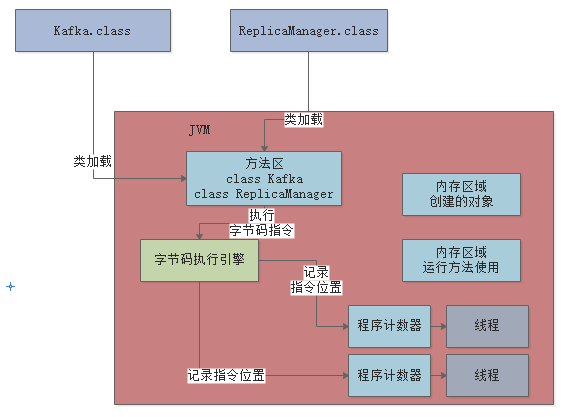 Kafka.class
ReplicaManager.class
类加载
JVM
类加载
方法区
class Kafka
class ReplicaManager
内存区域
创建的对象
执行
字节码指令
字节码执行引擎
内存区域
运行方法使用
记录
指令位置
程序计数器
线程
记录指令位置
程序计数器
线程